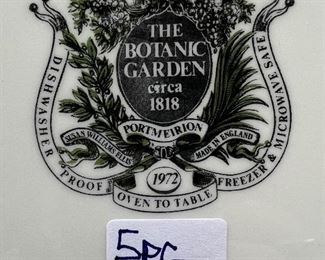 THE
BOTANIC
GARDEN
circa
1818
PORTMEIRION
SUSAN WILLIAMS-ELLIS
MADE IN ENGLAND
1972
DISHWASHER PROOF
OVEN TO TABLE
FREEZER & MICROWAVE SAFE
5pc